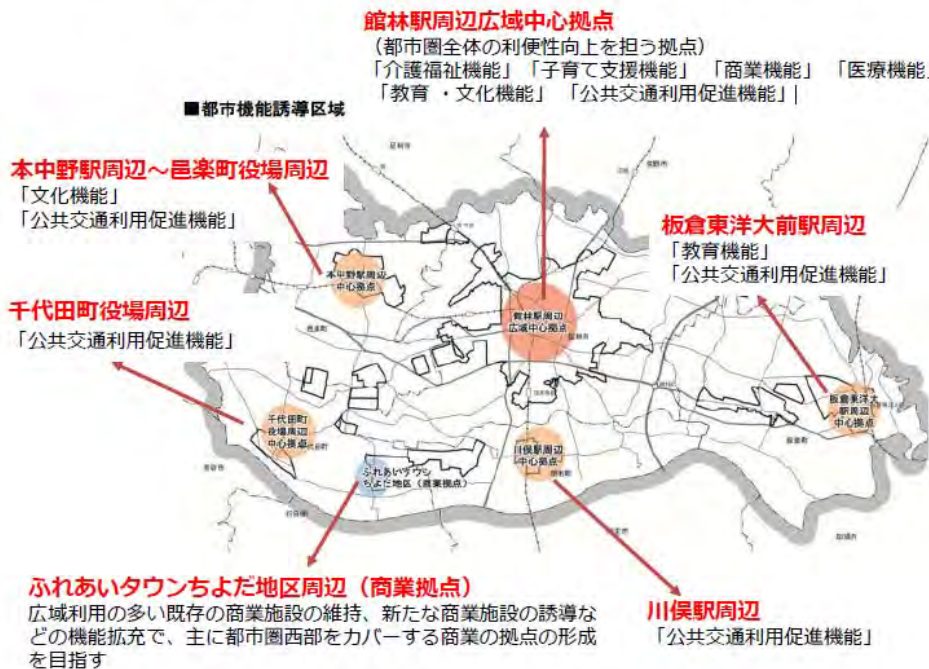 館林駅周辺広域中心拠点
（都市圏全体の利便性向上を担う拠点）
「介護福祉機能」「子育て支援機能」「商業機能」「医療機能」
「教育・文化機能」「公共交通利用促進機能」
■都市機能誘導区域
本中野駅周辺～邑楽町役場周辺
「文化機能」
「公共交通利用促進機能」
板倉東洋大前駅周辺
「教育機能」
「公共交通利用促進機能」
千代田町役場周辺
「公共交通利用促進機能」
本中野駅周辺
中心拠点
館林駅周辺
広域中心拠点
邑楽町
館林市
板倉東洋大
駅周辺
中心拠点
板倉町
千代田町
役場周辺
中心拠点
川俣駅周辺
中心拠点
明和町
ふれあいタウン
ちよだ地区（商業拠点）
ふれあいタウンちよだ地区周辺（商業拠点）
広域利用の多い既存の商業施設の維持、新たな商業施設の誘導な
どの機能拡充で、主に都市圏西部をカバーする商業の拠点の形成
を目指す
川俣駅周辺
「公共交通利用促進機能」